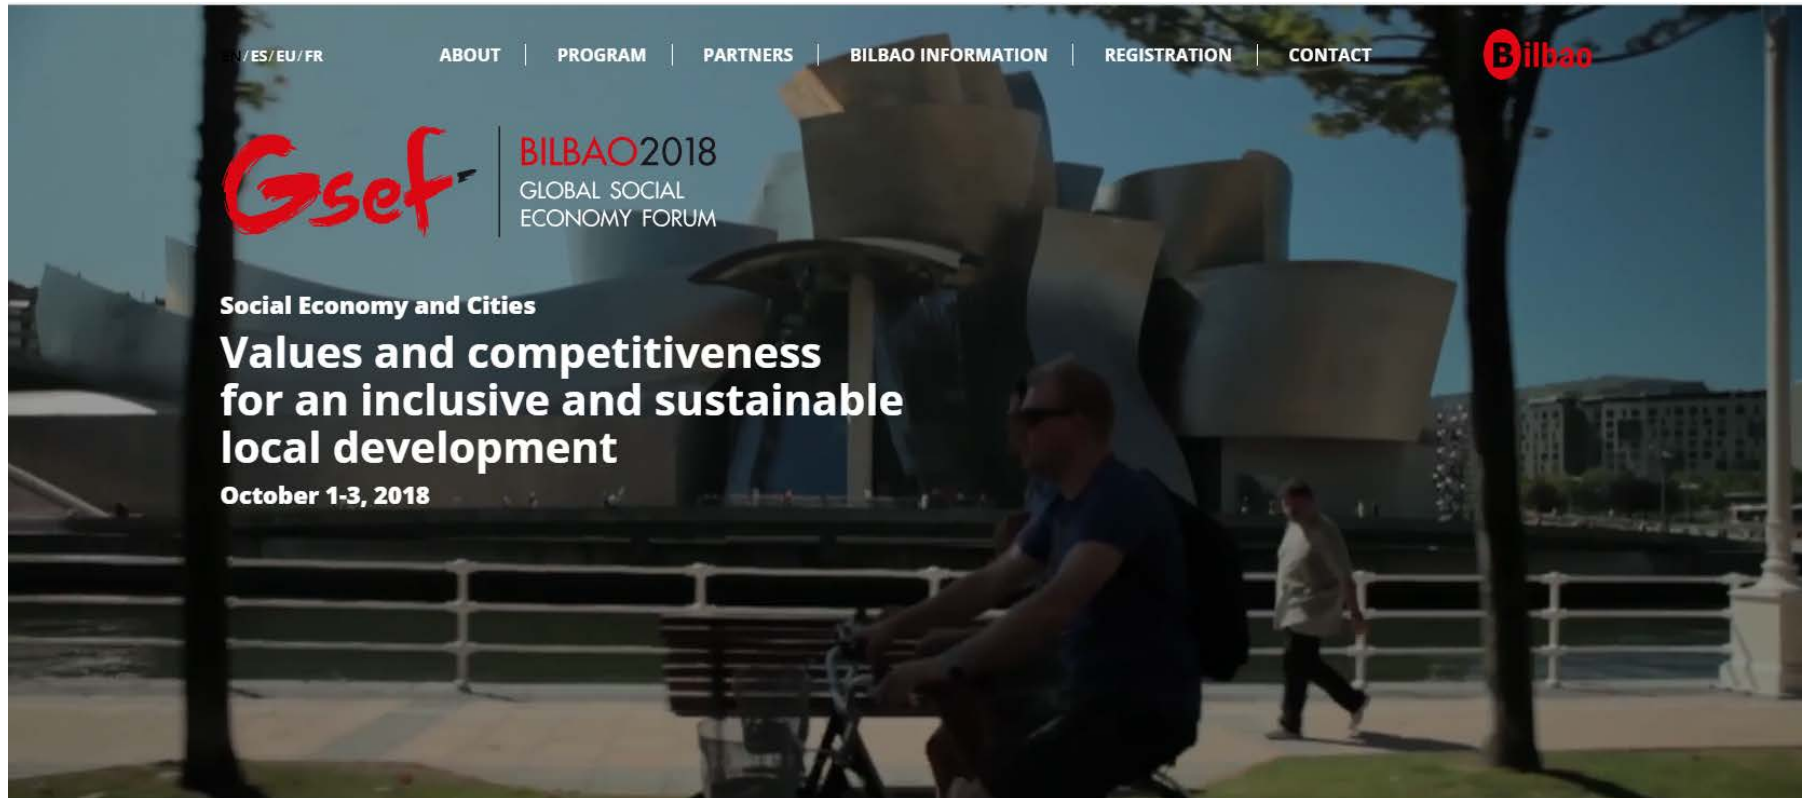 EN/ES/EU/FR
ABOUT
PROGRAM
PARTNERS
BILBAO INFORMATION
REGISTRATION
CONTACT
Bilbao
Gsef
BILBAO2018
GLOBAL SOCIAL
ECONOMY FORUM
Social Economy and Cities
Values and competitiveness
for an inclusive and sustainable
local development
October 1-3, 2018